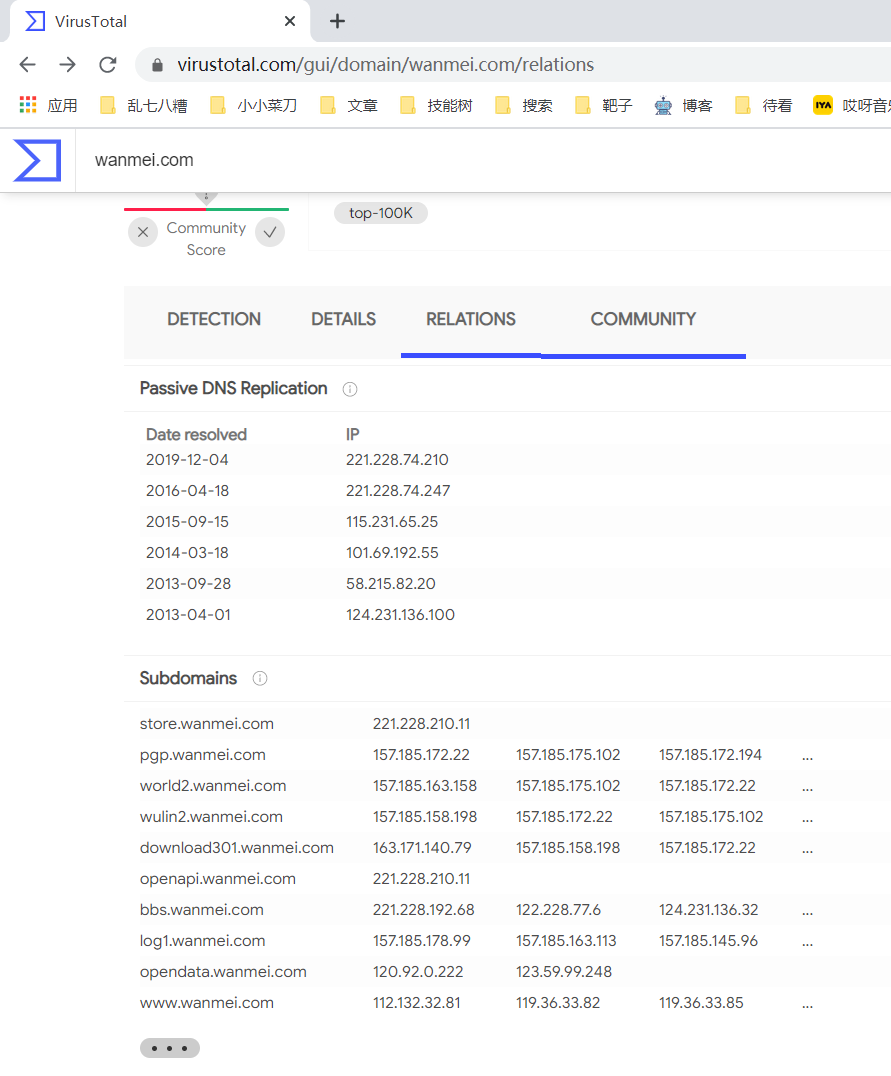 VirusTotal
virustotal.com/gui/domain/wanmei.com/relations
应用 乱七八糟 小小菜刀 文章 技能树 搜索 靶子 博客 待看 IYA 哎呀音
wanmei.com
top-100K
Community
Score
DETECTION DETAILS RELATIONS COMMUNITY
Passive DNS Replication
Date resolved IP
2019-12-04 221.228.74.210
2016-04-18 221.228.74.247
2015-09-15 115.231.65.25
2014-03-18 101.69.192.55
2013-09-28 58.215.82.20
2013-04-01 124.231.136.100
Subdomains
store.wanmei.com 221.228.210.11
pgp.wanmei.com 157.185.172.22 157.185.175.102 157.185.172.194 ...
world2.wanmei.com 157.185.163.158 157.185.175.102 157.185.172.22 ...
wulin2.wanmei.com 157.185.158.198 157.185.172.22 157.185.175.102 ...
download301.wanmei.com 163.171.140.79 157.185.158.198 157.185.172.22 ...
openapi.wanmei.com 221.228.210.11
bbs.wanmei.com 221.228.192.68 122.228.77.6 124.231.136.32 ...
log1.wanmei.com 157.185.178.99 157.185.163.113 157.185.145.96 ...
opendata.wanmei.com 120.92.0.222 123.59.99.248
www.wanmei.com 112.132.32.81 119.36.33.82 119.36.33.85 ...